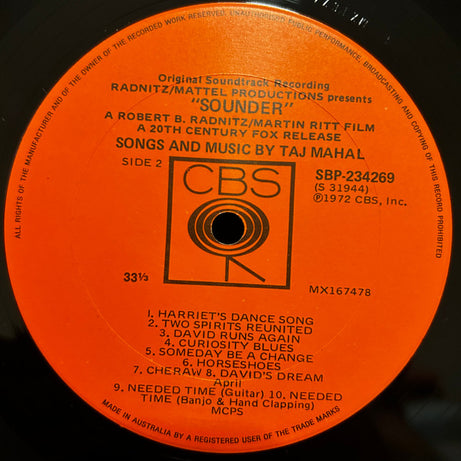 ALL RIGHTS OF THE MANUFACTURER AND OF THE OWNER OF THE RECORDED WORK RESERVED. UNAUTHORISED PUBLIC PERFORMANCE, BROADCASTING AND COPYING OF THIS RECORD PROHIBITED
Original Soundtrack Recording
RADNITZ/MATTEL PRODUCTIONS presents
"SOUNDER"
A ROBERT B. RADNITZ/MARTIN RITT FILM
A 20TH CENTURY FOX RELEASE
SONGS AND MUSIC BY TAJ MAHAL
SIDE 2
CBS
SBP-234269
(S 31944)
Ⓟ1972 CBS, Inc.
33⅓
MX167478
1. HARRIET'S DANCE SONG
2. TWO SPIRITS REUNITED
3. DAVID RUNS AGAIN
4. CURIOSITY BLUES
5. SOMEDAY BE A CHANGE
6. HORSESHOES
7. CHERAW 8. DAVID'S DREAM
April
9. NEEDED TIME (Guitar) 10. NEEDED
TIME (Banjo & Hand Clapping)
MCPS
MADE IN AUSTRALIA BY A REGISTERED USER OF THE TRADE MARKS